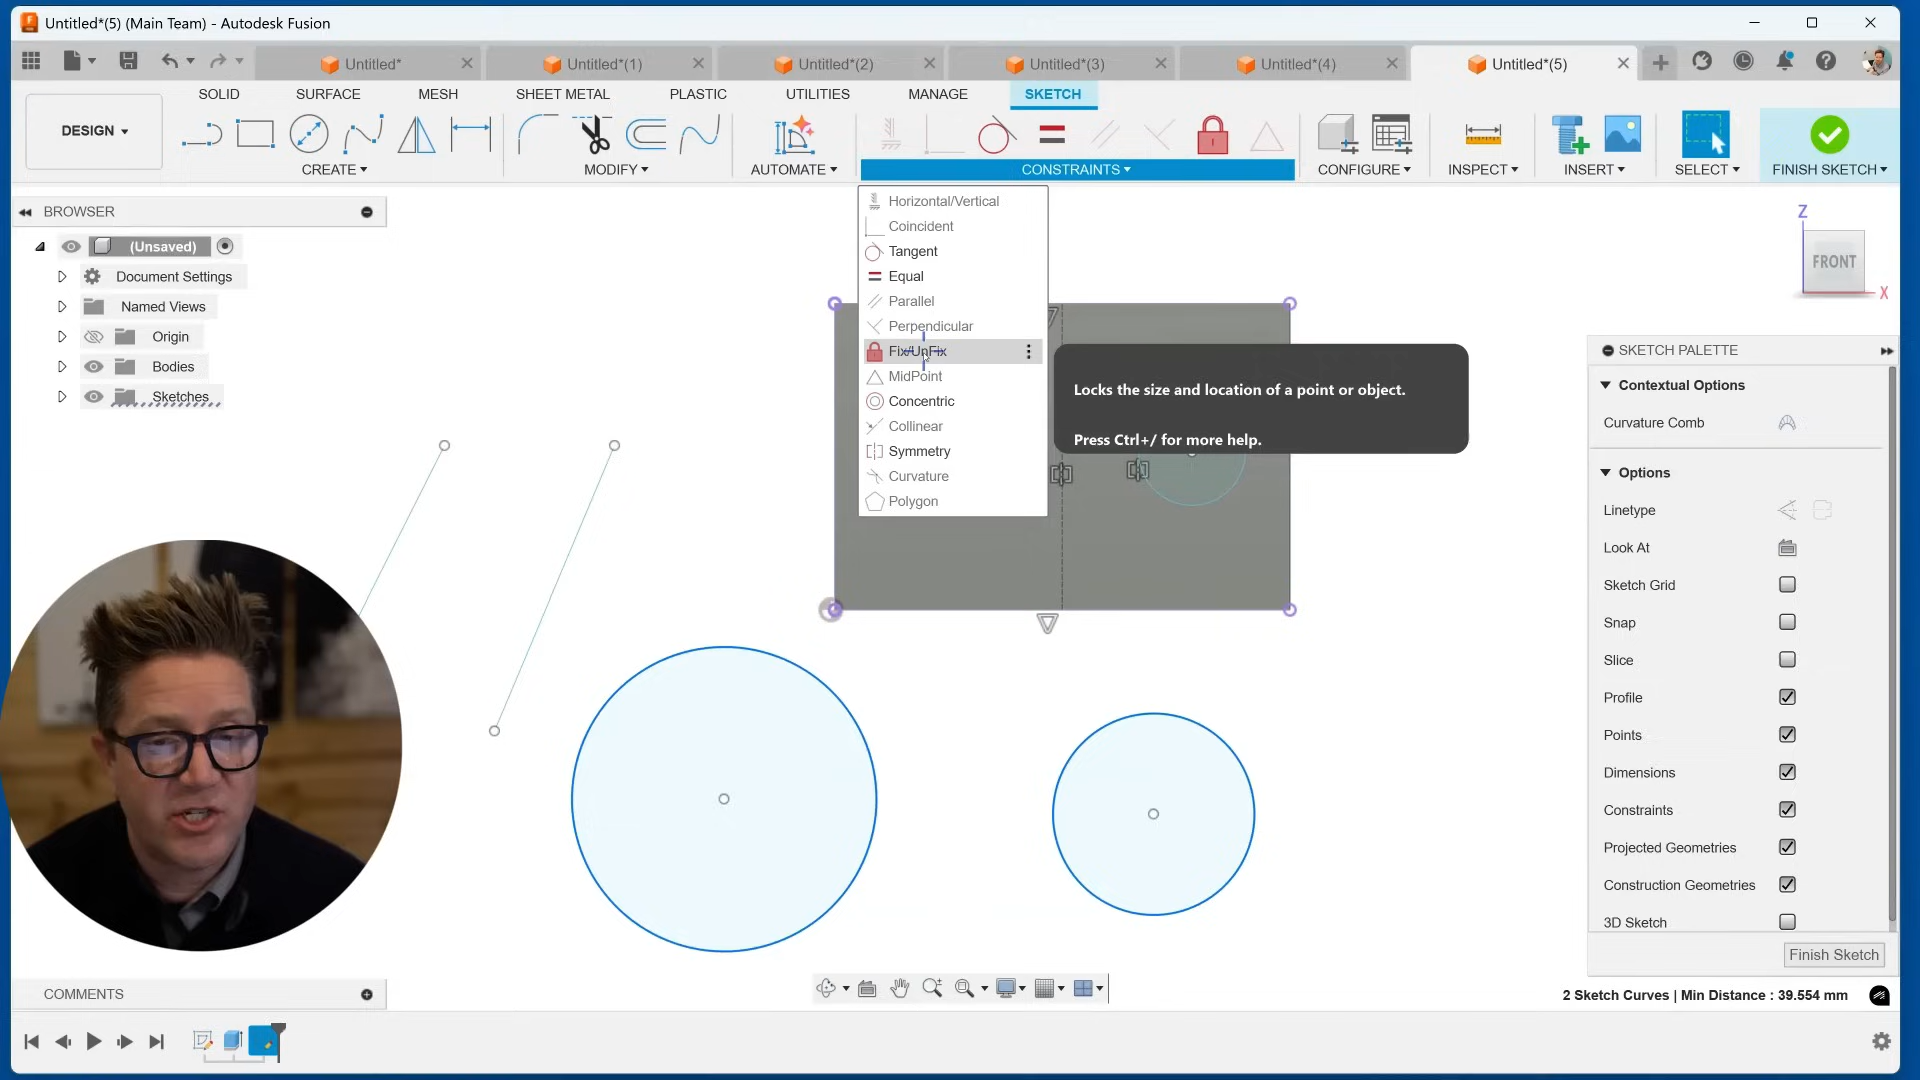 Untitled*(5) (Main Team) - Autodesk Fusion
Untitled*
Untitled*(1)
Untitled*(2)
Untitled*(3)
Untitled*(4)
Untitled*(5)
SOLID
SURFACE
MESH
SHEET METAL
PLASTIC
UTILITIES
MANAGE
SKETCH
DESIGN
CREATE
MODIFY
AUTOMATE
CONSTRAINTS
CONFIGURE
INSPECT
INSERT
SELECT
FINISH SKETCH
BROWSER
(Unsaved)
Document Settings
Named Views
Origin
Bodies
Sketches
Horizontal/Vertical
Coincident
Tangent
Equal
Parallel
Perpendicular
Fix/UnFix
MidPoint
Concentric
Collinear
Symmetry
Curvature
Polygon
Locks the size and location of a point or object.
Press Ctrl+/ for more help.
Z
FRONT
X
SKETCH PALETTE
Contextual Options
Curvature Comb
Options
Linetype
Look At
Sketch Grid
Snap
Slice
Profile
Points
Dimensions
Constraints
Projected Geometries
Construction Geometries
3D Sketch
Finish Sketch
COMMENTS
2 Sketch Curves | Min Distance : 39.554 mm